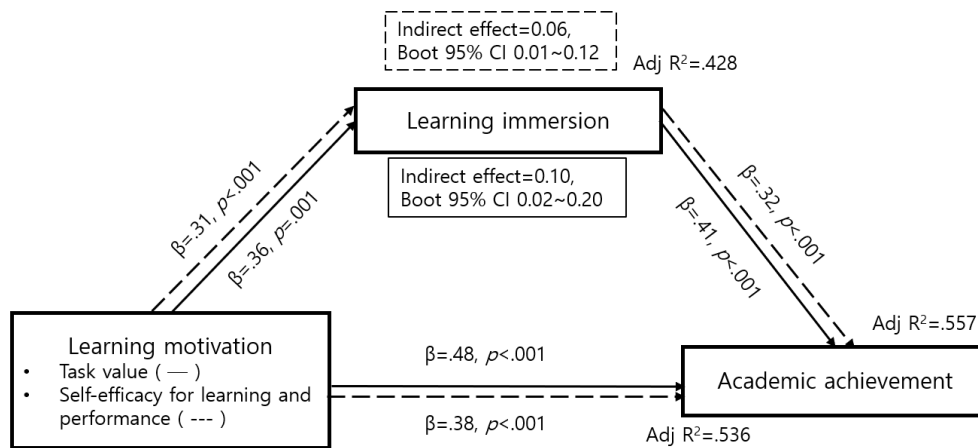 Indirect effect=0.06,
Boot 95% CI 0.01~0.12
Adj R²=.428
Learning immersion
Indirect effect=0.10,
Boot 95% CI 0.02~0.20
β=.31, p<.001
β=.36, p=.001
β=.32, p<.001
β=.41, p<.001
Learning motivation
• Task value ( — )
• Self-efficacy for learning and
performance ( --- )
β=.48, p<.001
β=.38, p<.001
Adj R²=.557
Academic achievement
Adj R²=.536